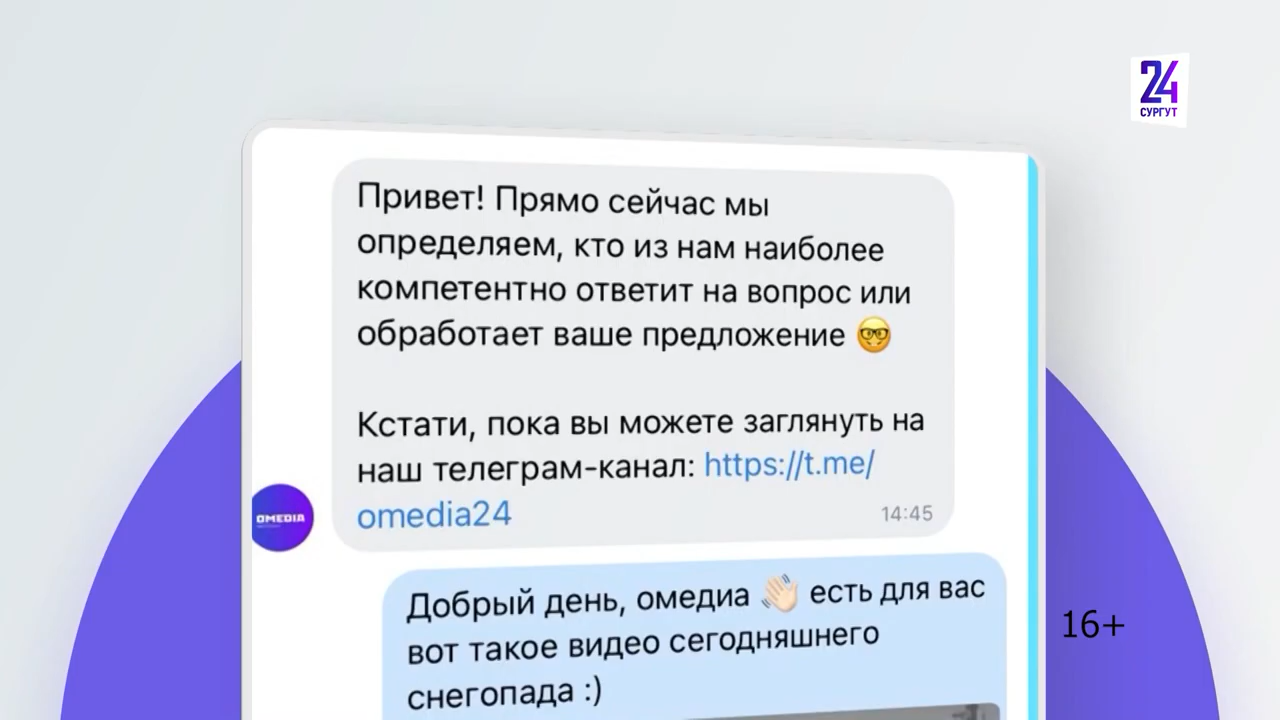 24
СУРГУТ
Привет! Прямо сейчас мы
определяем, кто из нам наиболее
компетентно ответит на вопрос или
обработает ваше предложение 🤓
Кстати, пока вы можете заглянуть на
наш телеграм-канал: https://t.me/
omedia24
14:45
OMEDIA
Добрый день, омедиа 👋🏻 есть для вас
вот такое видео сегодняшнего
снегопада :)
16+